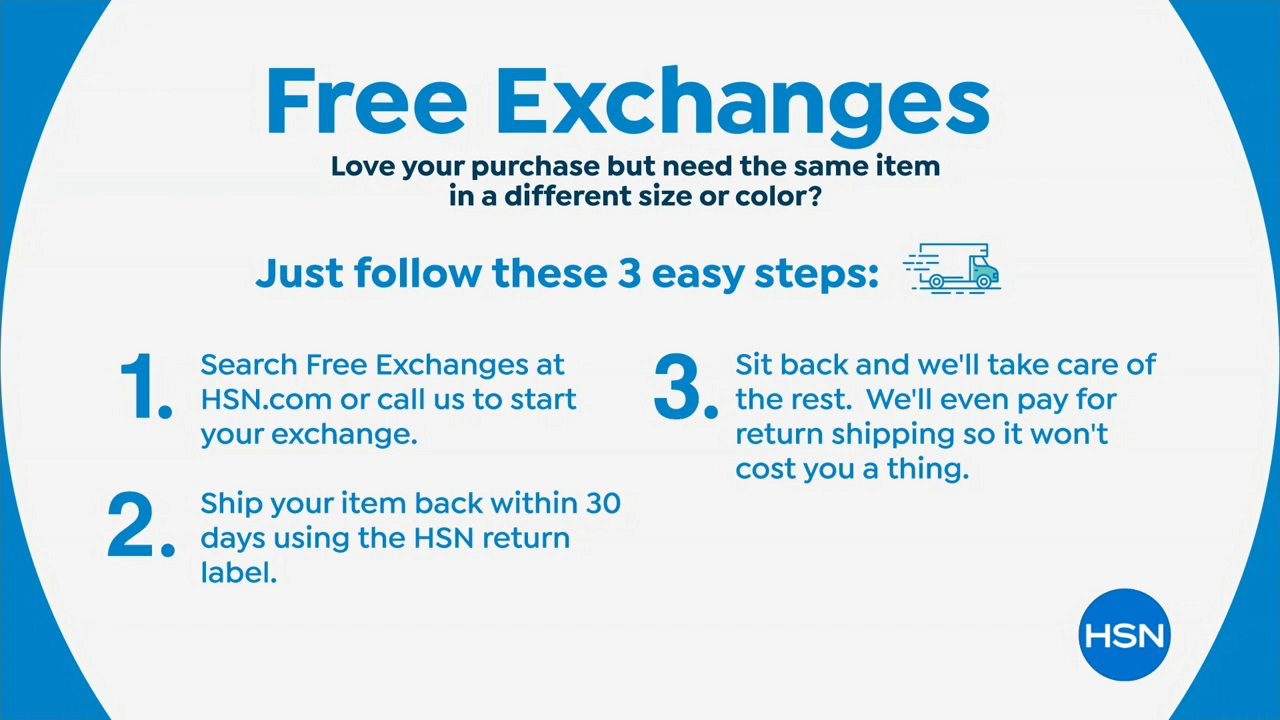 Free Exchanges
Love your purchase but need the same item
in a different size or color?
Just follow these 3 easy steps:
1. Search Free Exchanges at
HSN.com or call us to start
your exchange.
2. Ship your item back within 30
days using the HSN return
label.
3. Sit back and we'll take care of
the rest.  We'll even pay for
return shipping so it won't
cost you a thing.
HSN